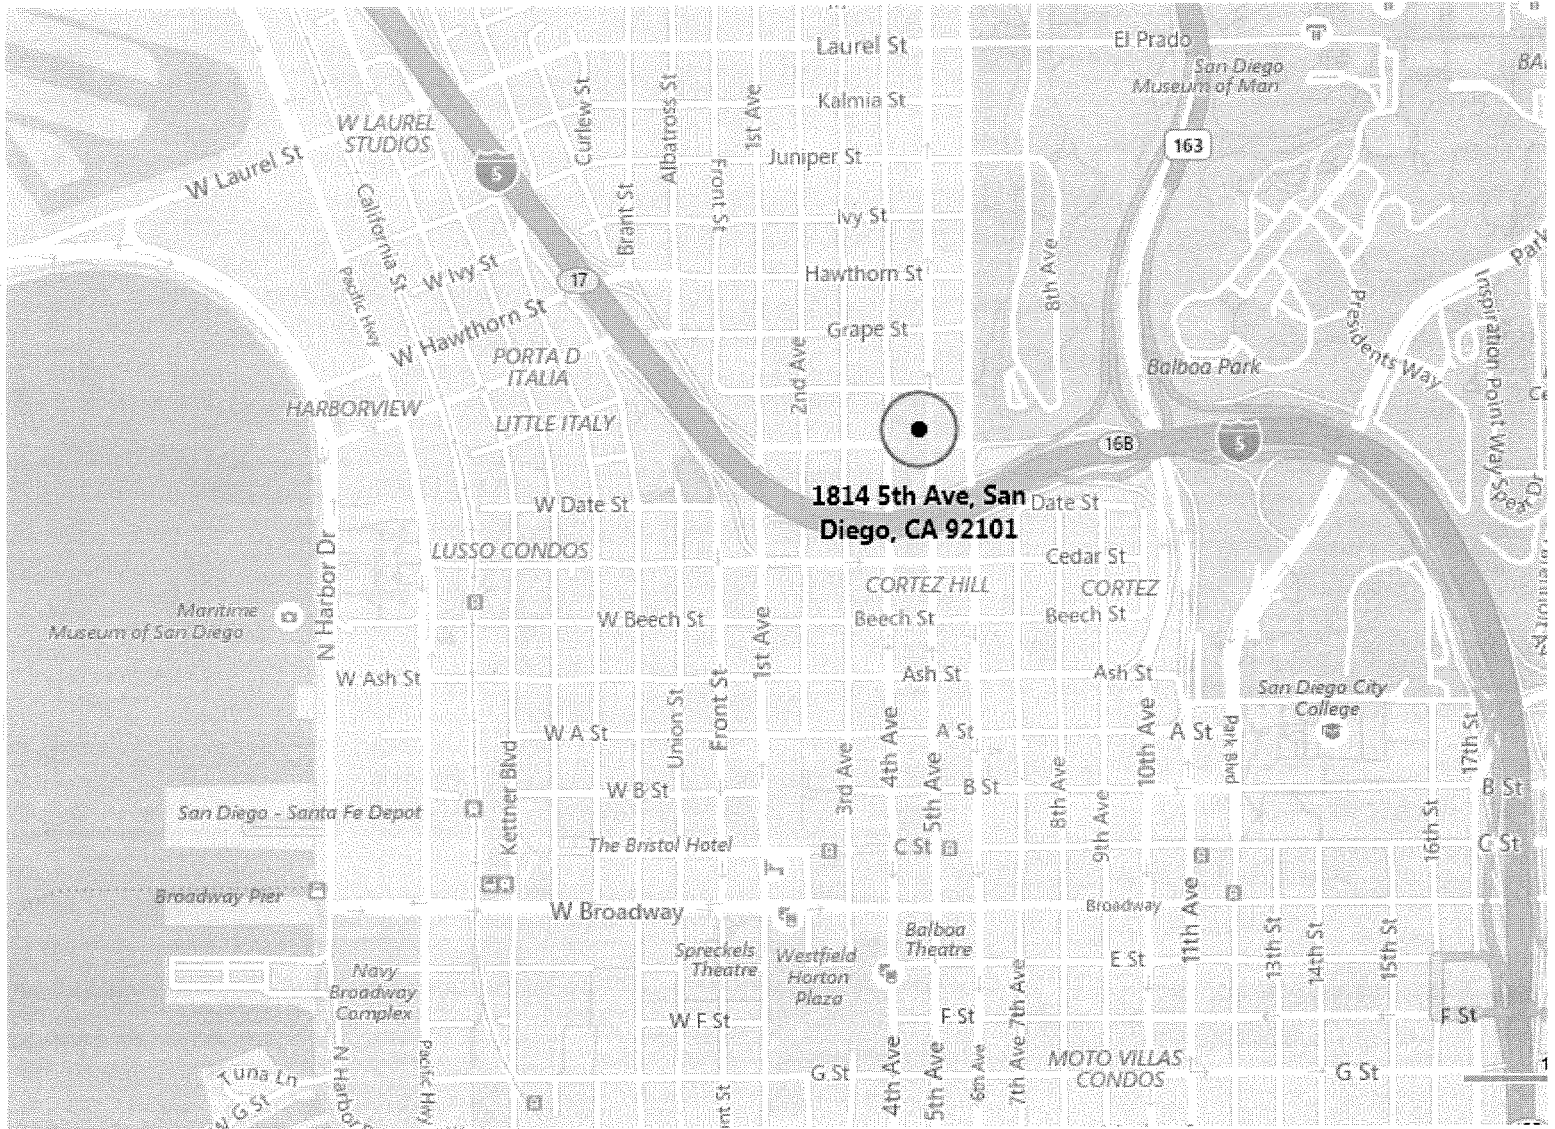 Laurel St
El Prado
San Diego
Museum of Man
BA
Kalmia St
W LAUREL
STUDIOS
Curlew St
Albatross St
1st Ave
163
W Laurel St
Juniper St
5
Front St
California St
Brant St
Ivy St
8th Ave
Park
W Ivy St
17
Hawthorn St
Pacific Hwy
Inspiration Point Way
Presidents Way
W Hawthorn St
Grape St
PORTA D
ITALIA
2nd Ave
Balboa Park
HARBORVIEW
LITTLE ITALY
16B
5
1814 5th Ave, San
Diego, CA 92101
W Date St
Date St
Space Dr
LUSSO CONDOS
Cedar St
N Harbor Dr
CORTEZ HILL
CORTEZ
Maritime
Museum of San Diego
W Beech St
Beech St
Beech St
1st Ave
W Ash St
Ash St
Ash St
San Diego City
College
Union St
Front St
W A St
A St
A St
4th Ave
10th Ave
Park Blvd
17th St
Kettner Blvd
3rd Ave
5th Ave
8th Ave
W B St
B St
B St
San Diego - Santa Fe Depot
9th Ave
16th St
The Bristol Hotel
C St
C St
Broadway Pier
W Broadway
Broadway
11th Ave
Balboa
Theatre
13th St
14th St
15th St
Spreckels
Theatre
Westfield
Horton
Plaza
E St
Navy
Broadway
Complex
7th Ave
W F St
F St
F St
4th Ave
5th Ave
6th Ave
7th Ave
MOTO VILLAS
CONDOS
Tuna Ln
N Harbor
Pacific Hwy
G St
G St
G St
nt St